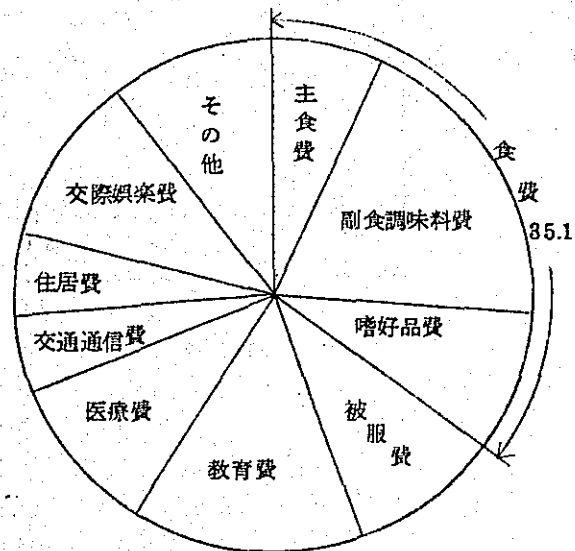 主食費
副食調味料費
嗜好品費
食費
35.1
被服費
教育費
医療費
交通通信費
住居費
交際娯楽費
その他